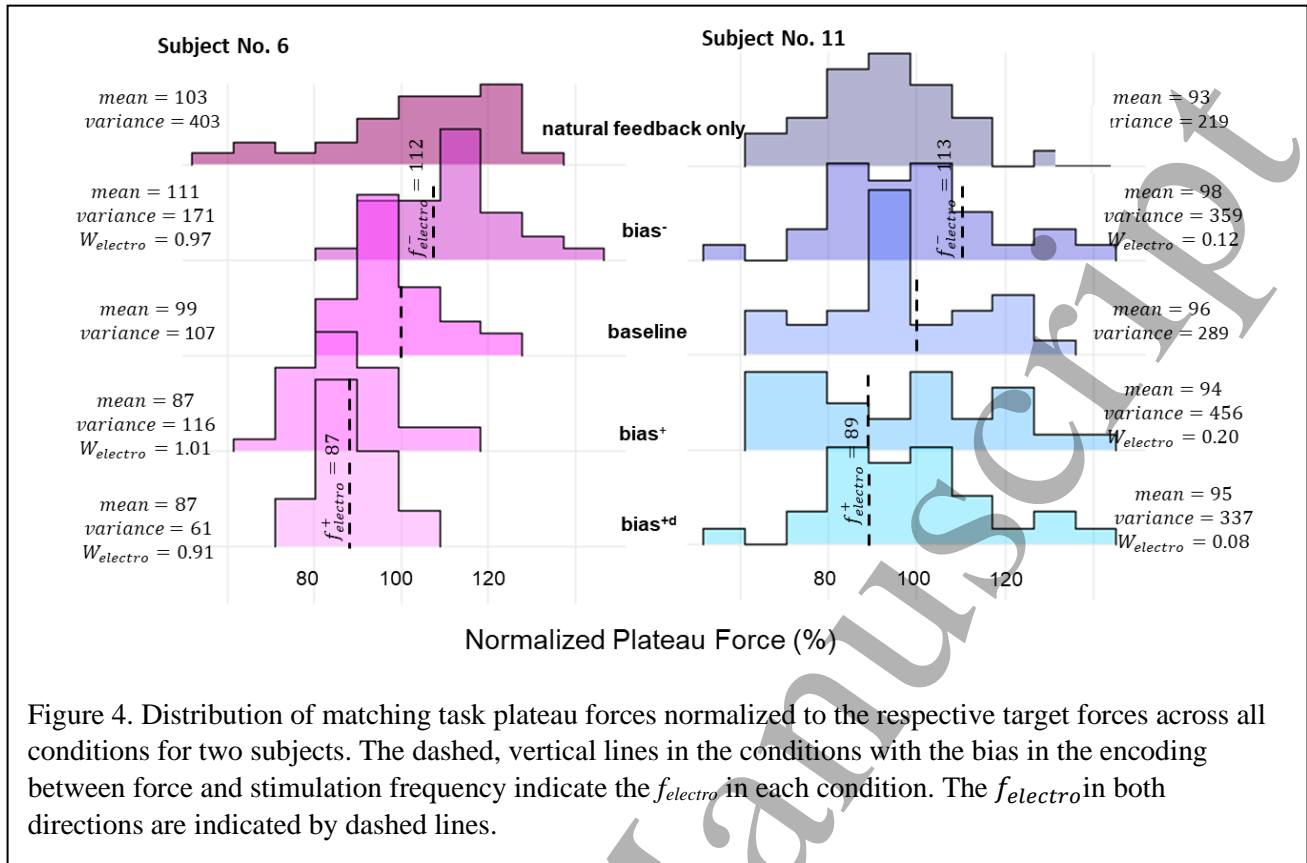 Subject No. 6
Subject No. 11
mean = 103
variance = 403
natural feedback only
mean = 93
riance = 219
mean = 111
variance = 171
W_electro = 0.97
f⁻_electro = 112
bias⁻
f⁻_electro = 113
mean = 98
variance = 359
W_electro = 0.12
mean = 99
variance = 107
baseline
mean = 96
variance = 289
mean = 87
variance = 116
W_electro = 1.01
bias⁺
mean = 94
variance = 456
W_electro = 0.20
mean = 87
variance = 61
W_electro = 0.91
f⁺_electro = 87
bias⁺ᵈ
f⁺_electro = 89
mean = 95
variance = 337
W_electro = 0.08
80 100 120
80 100 120
Normalized Plateau Force (%)
Figure 4. Distribution of matching task plateau forces normalized to the respective target forces across all
conditions for two subjects. The dashed, vertical lines in the conditions with the bias in the encoding
between force and stimulation frequency indicate the f_electro in each condition. The f_electro in both
directions are indicated by dashed lines.
Manuscript